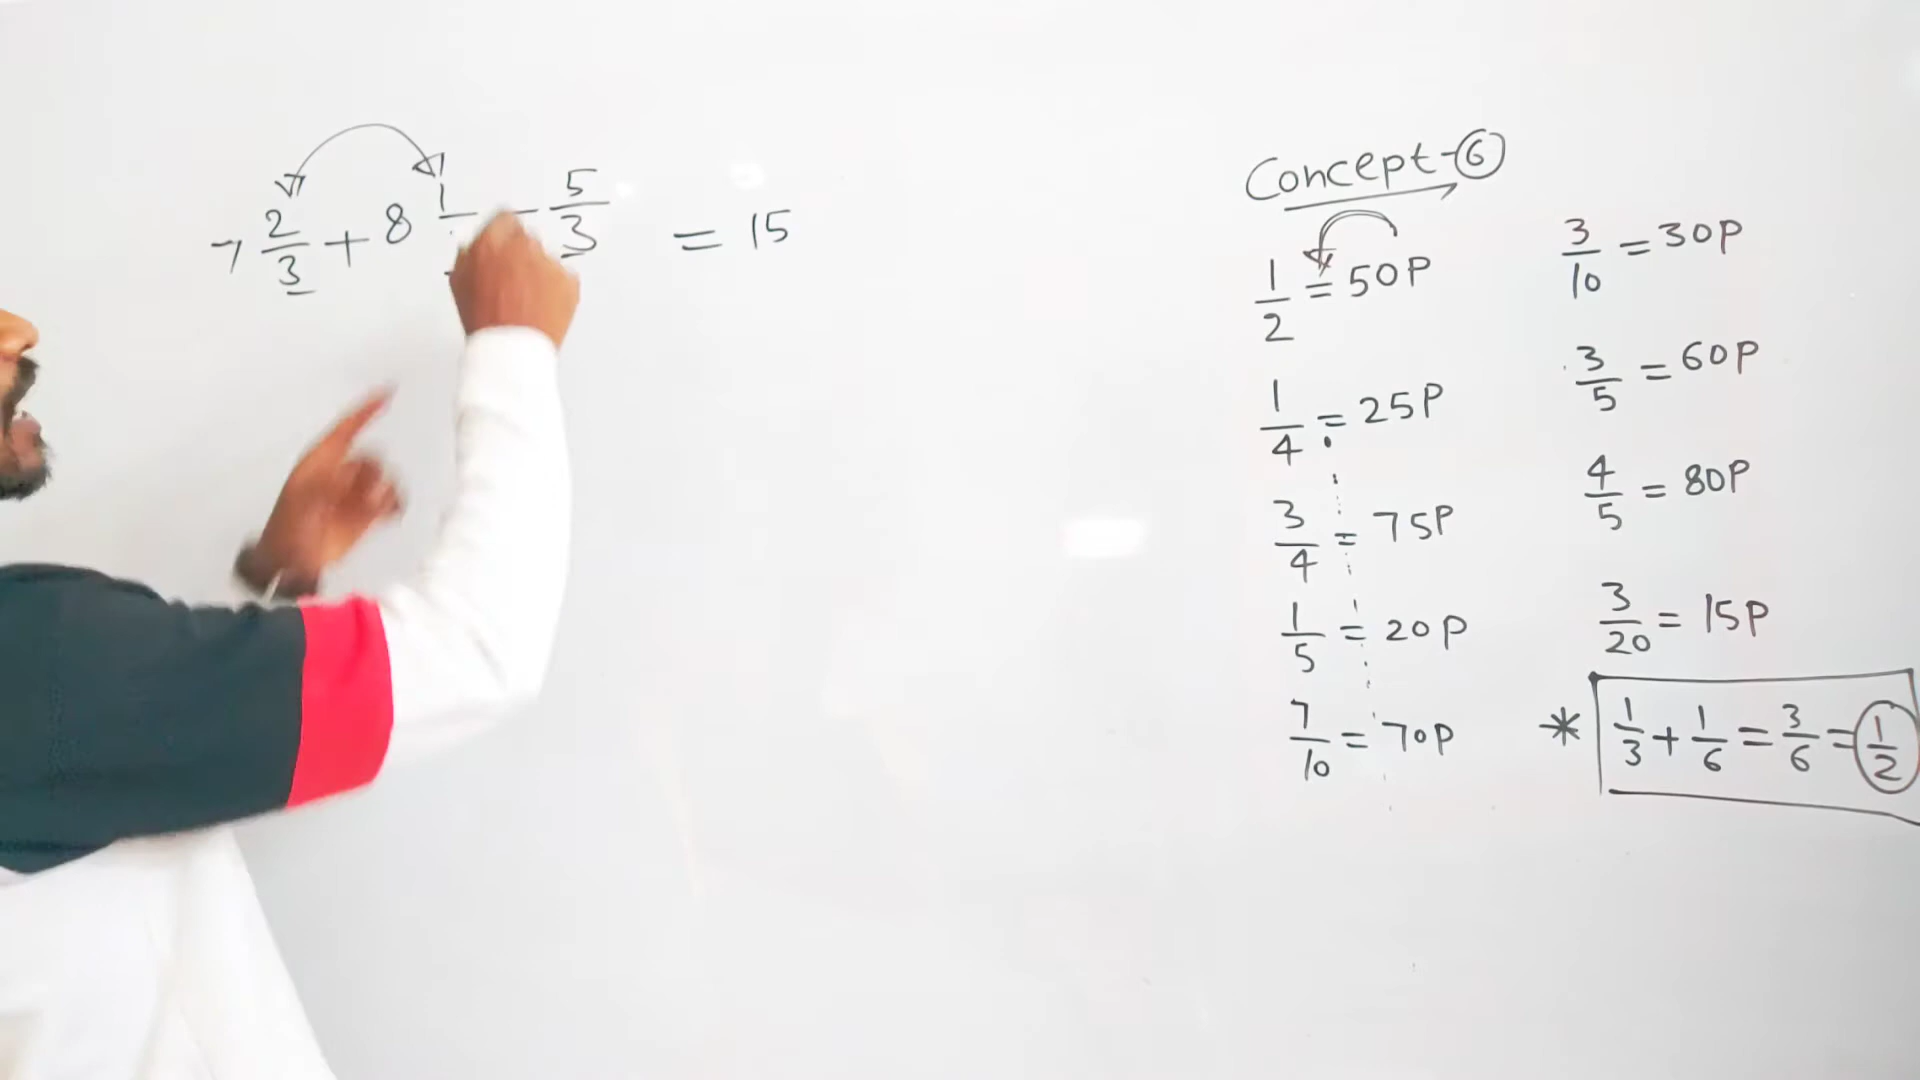 7 2/3 + 8 1/ - 5/3 = 15
Concept-6
1/2 = 50P
1/4 = 25P
3/4 = 75P
1/5 = 20P
7/10 = 70P
3/10 = 30P
3/5 = 60P
4/5 = 80P
3/20 = 15P
* 1/3 + 1/6 = 3/6 = 1/2